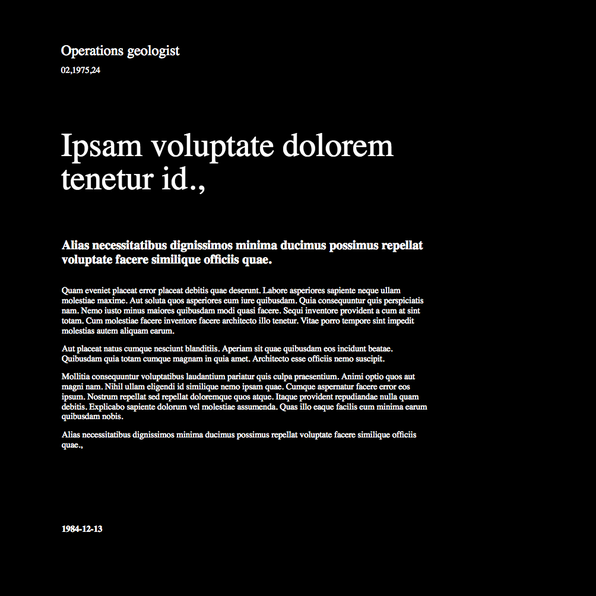 Operations geologist
02,1975,24
Ipsam voluptate dolorem
tenetur id.,
Alias necessitatibus dignissimos minima ducimus possimus repellat
voluptate facere similique officiis quae.
Quam eveniet placeat error placeat debitis quae deserunt. Labore asperiores sapiente neque ullam
molestiae maxime. Aut soluta quos asperiores eum iure quibusdam. Quia consequuntur quis perspiciatis
nam. Nemo iusto minus maiores quibusdam modi quasi facere. Sequi inventore provident a cum at sint
totam. Cum molestiae facere inventore facere architecto illo tenetur. Vitae porro tempore sint impedit
molestias autem aliquam earum.
Aut placeat natus cumque nesciunt blanditiis. Aperiam sit quae quibusdam eos incidunt beatae.
Quibusdam quia totam cumque magnam in quia amet. Architecto esse officiis nemo suscipit.
Mollitia consequuntur voluptatibus laudantium pariatur quis culpa praesentium. Animi optio quos aut
magni nam. Nihil ullam eligendi id similique nemo ipsam quae. Cumque aspernatur facere error eos
ipsum. Nostrum repellat sed repellat doloremque quos atque. Itaque provident repudiandae nulla quam
debitis. Explicabo sapiente dolorum vel molestiae assumenda. Quas illo eaque facilis eum minima earum
quibusdam nobis.
Alias necessitatibus dignissimos minima ducimus possimus repellat voluptate facere similique officiis
quae.,
1984-12-13